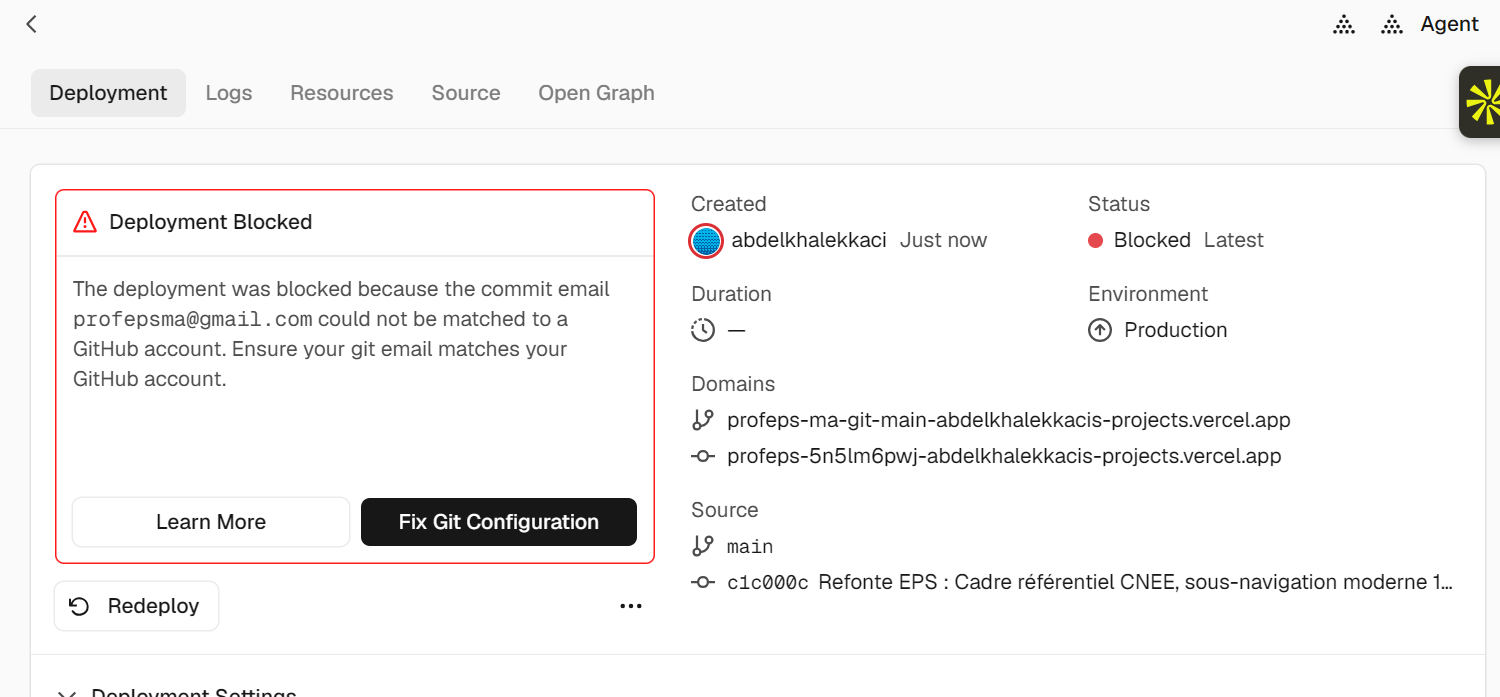 Agent
Deployment Logs Resources Source Open Graph
Deployment Blocked
The deployment was blocked because the commit email
profepsma@gmail.com could not be matched to a
GitHub account. Ensure your git email matches your
GitHub account.
Learn More Fix Git Configuration
Redeploy
Created
abdelkhalekkaci Just now
Status
Blocked Latest
Duration
—
Environment
Production
Domains
profeps-ma-git-main-abdelkhalekkacis-projects.vercel.app
profeps-5n5lm6pwj-abdelkhalekkacis-projects.vercel.app
Source
main
c1c000c Refonte EPS : Cadre référentiel CNEE, sous-navigation moderne 1...
Deployment Settings